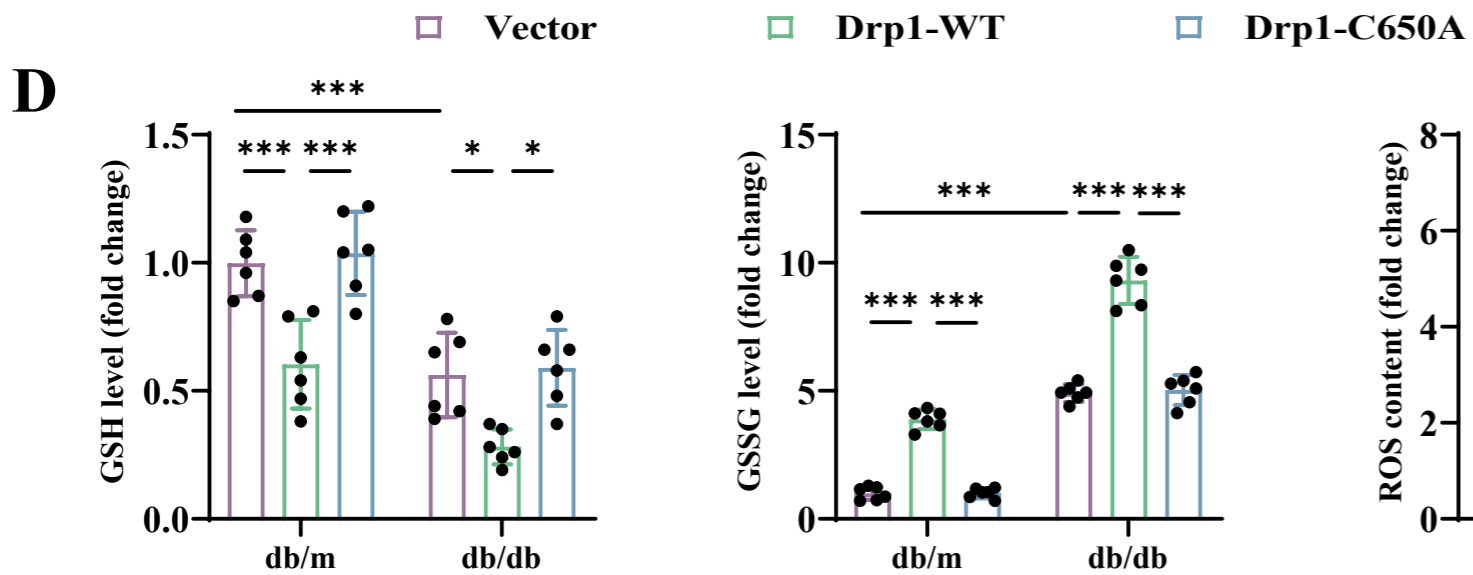 Vector Drp1-WT Drp1-C650A
D
GSH level (fold change)
1.5
1.0
0.5
0.0
***
*** *** * *
db/m db/db
GSSG level (fold change)
15
10
5
0
***
*** ***
*** ***
db/m db/db
ROS content (fold change)
8
6
4
2
0